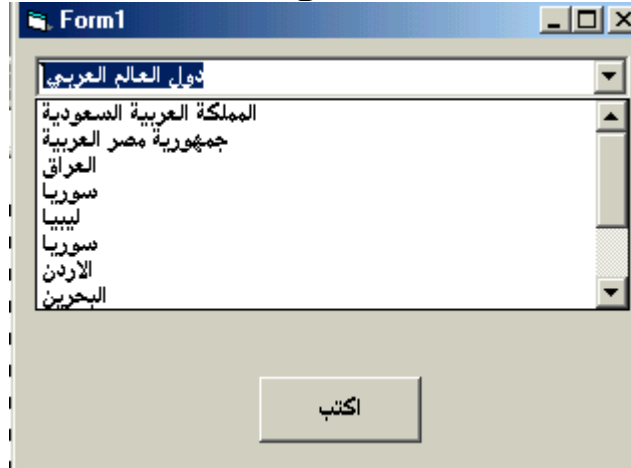 Form1
دول العالم العربي
المملكة العربية السعودية
جمهورية مصر العربية
العراق
سوريا
ليبيا
سوريا
الاردن
البحرين
اكتب